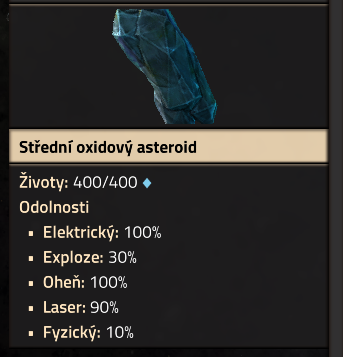 Střední oxidový asteroid
Životy: 400/400
Odolnosti
▪ Elektrický: 100%
▪ Exploze: 30%
▪ Oheň: 100%
▪ Laser: 90%
▪ Fyzický: 10%